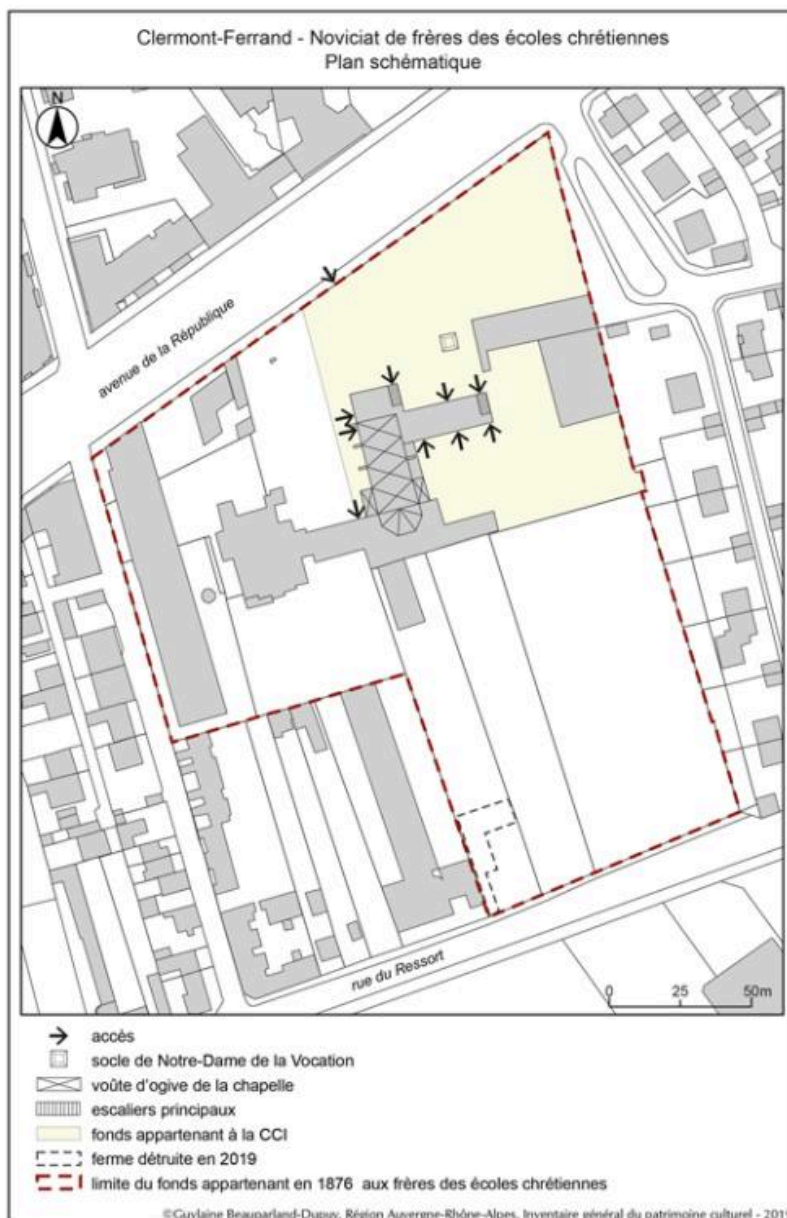 Clermont-Ferrand - Noviciat de frères des écoles chrétiennes
Plan schématique
N
avenue de la République
rue du Ressort
0 25 50m
accès
socle de Notre-Dame de la Vocation
voûte d'ogive de la chapelle
escaliers principaux
fonds appartenant à la CCI
ferme détruite en 2019
limite du fonds appartenant en 1876 aux frères des écoles chrétiennes
©Guylaine Beauparland-Dupuy, Région Auvergne-Rhône-Alpes, Inventaire général du patrimoine culturel - 2019